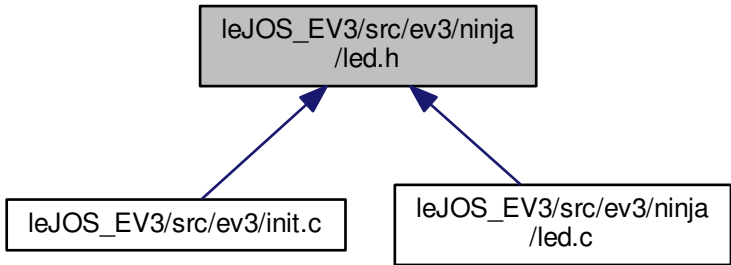 leJOS_EV3/src/ev3/ninja
/led.h
leJOS_EV3/src/ev3/init.c
leJOS_EV3/src/ev3/ninja
/led.c